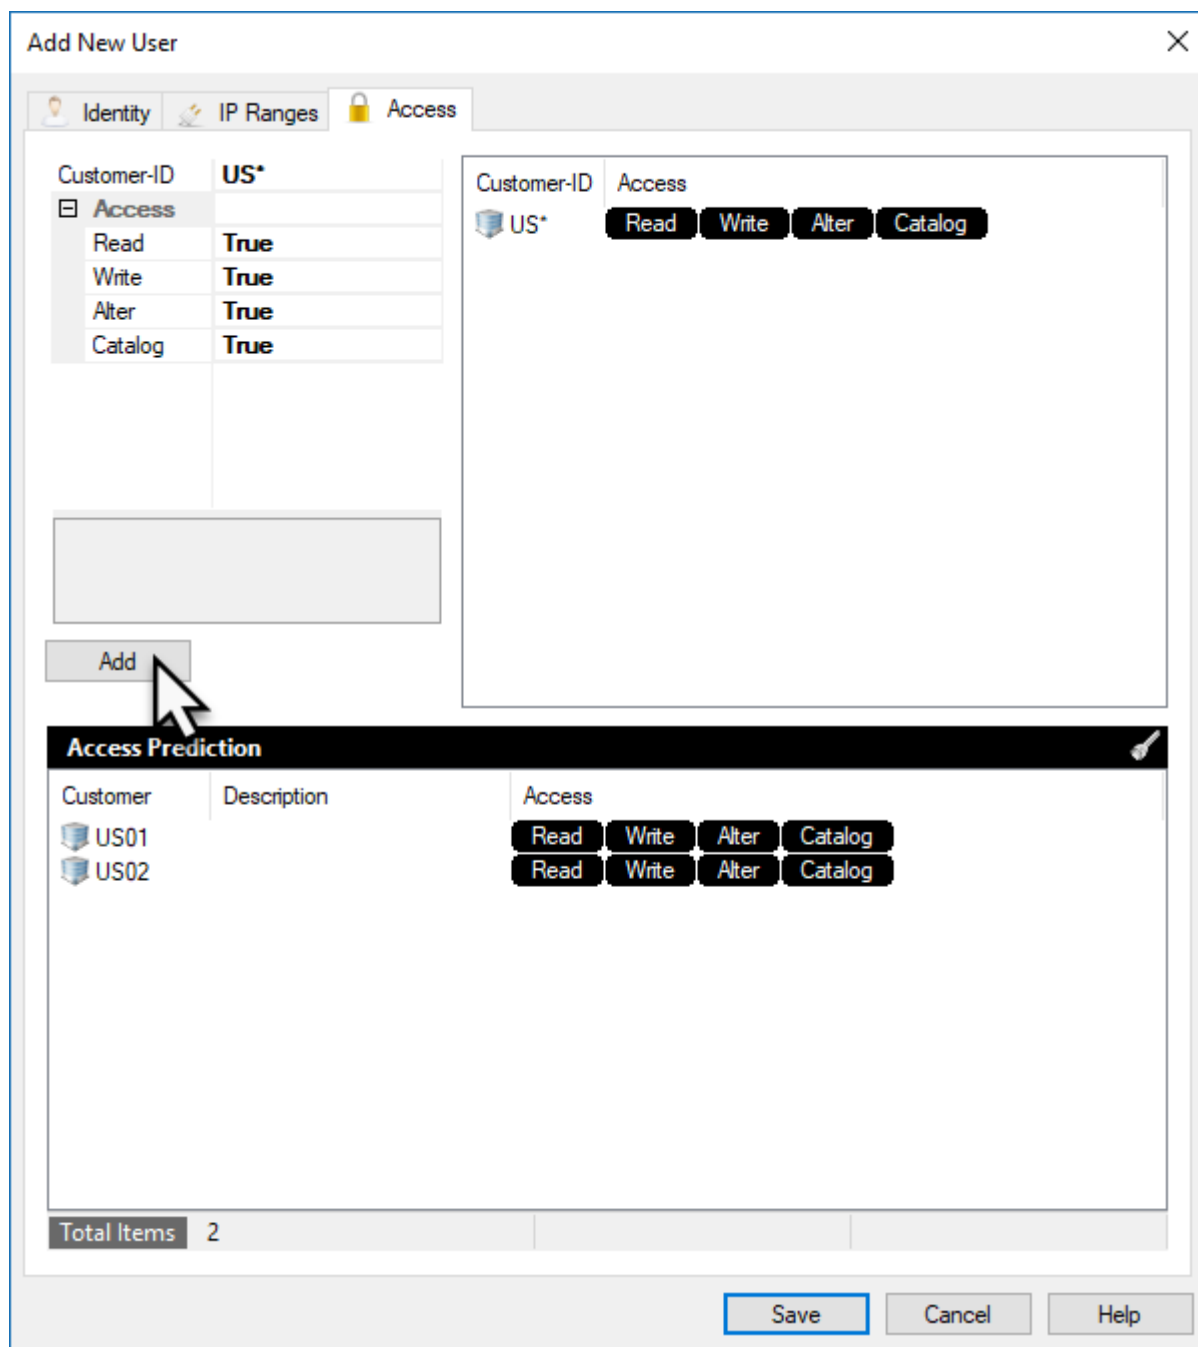 Add New User
Identity IP Ranges Access
Customer-ID US*
Access
Read True
Write True
Alter True
Catalog True
Customer-ID Access
US* Read Write Alter Catalog
Add
Access Prediction
Customer Description Access
US01 Read Write Alter Catalog
US02 Read Write Alter Catalog
Total Items 2
Save Cancel Help